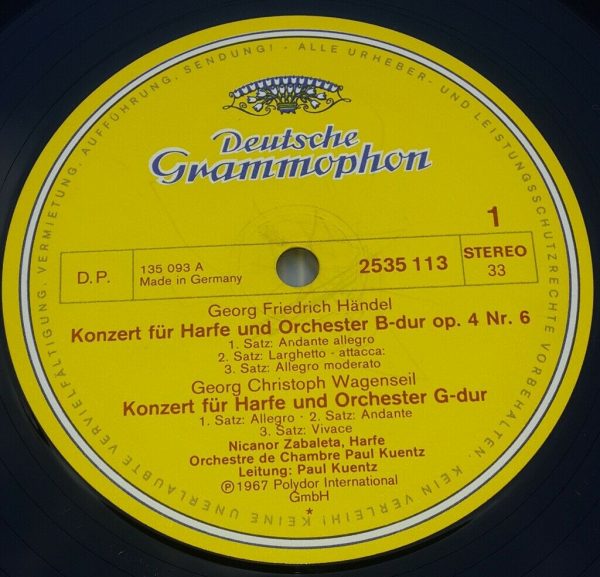 ALLE URHEBER- UND LEISTUNGSSCHUTZRECHTE VORBEHALTEN. KEIN VERLEIH! KEINE UNERLAUBTE VERVIELFÄLTIGUNG, VERMIETUNG, AUFFÜHRUNG, SENDUNG! -
Deutsche
Grammophon
1
D.P.
135 093 A
Made in Germany
2535 113
STEREO
33
Georg Friedrich Händel
Konzert für Harfe und Orchester B-dur op. 4 Nr. 6
1. Satz: Andante allegro
2. Satz: Larghetto - attacca:
3. Satz: Allegro moderato
Georg Christoph Wagenseil
Konzert für Harfe und Orchester G-dur
1. Satz: Allegro · 2. Satz: Andante
3. Satz: Vivace
Nicanor Zabaleta, Harfe
Orchestre de Chambre Paul Kuentz
Leitung: Paul Kuentz
Ⓟ1967 Polydor International
GmbH
*